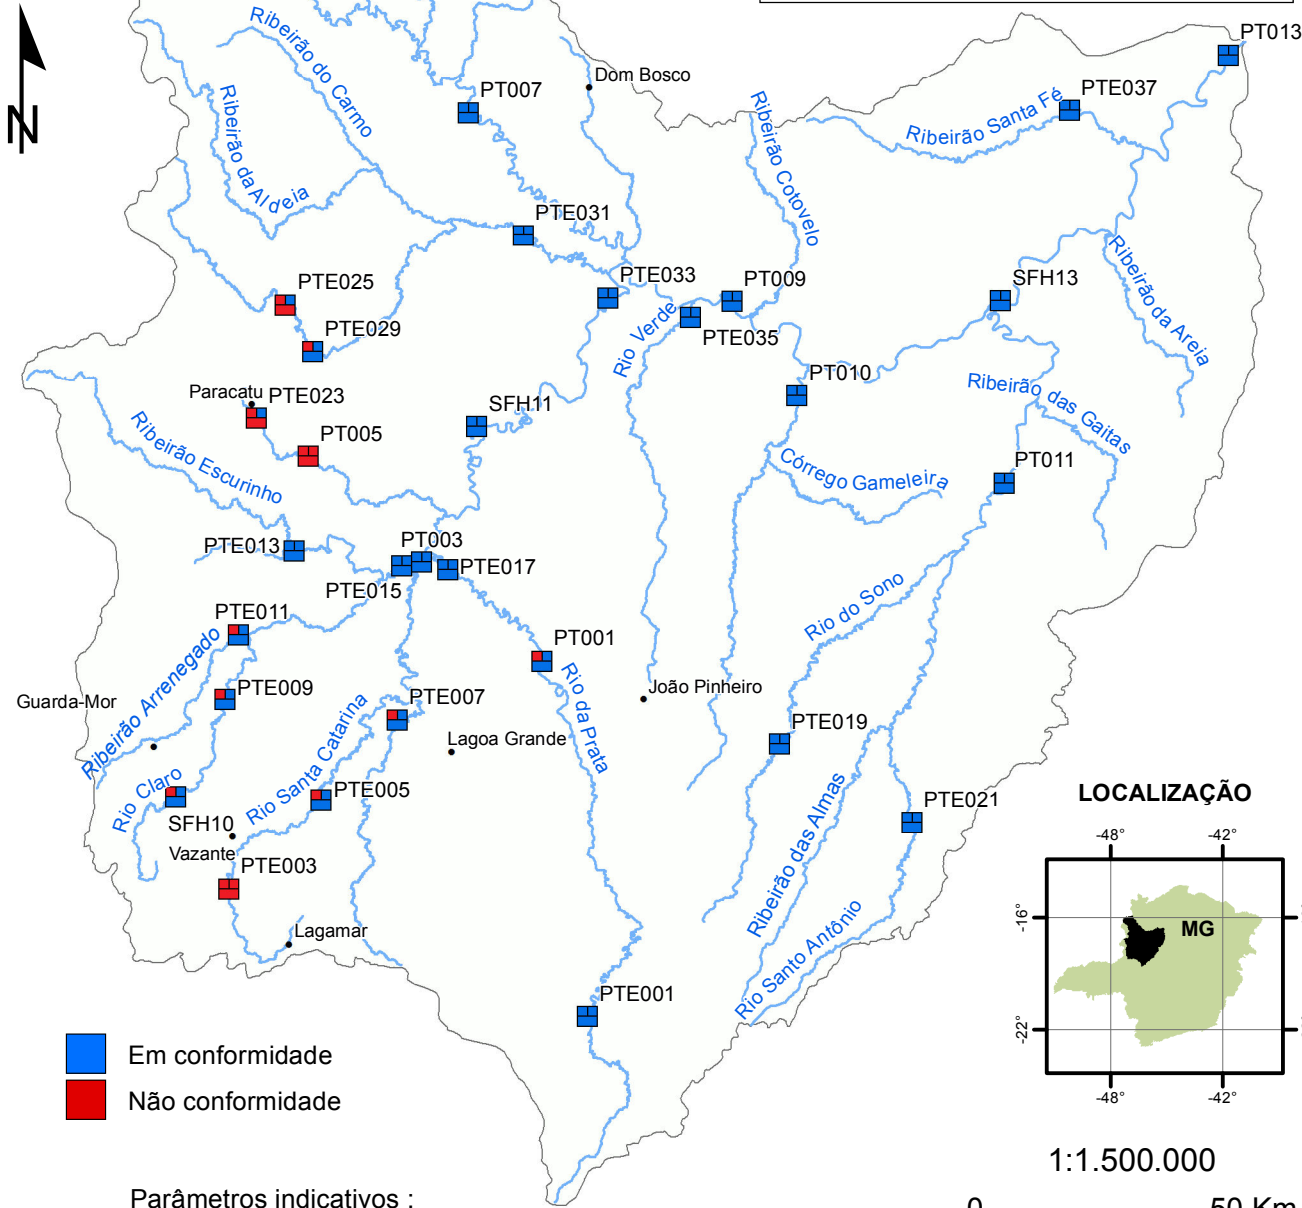 PT013
Ribeirão do Carmo
Dom Bosco
PT007
PTE037
Ribeirão Santa Fé
Ribeirão da Aldeia
Ribeirão Cotovelo
N
PTE031
Ribeirão da Areia
PTE025
PTE033
PT009
SFH13
PTE029
Rio Verde
PTE035
PT010
Paracatu
PTE023
Ribeirão das Gaitas
SFH11
Ribeirão Escurinho
PT005
Córrego Gameleira
PT011
PTE013
PT003
PTE017
PTE015
Rio do Sono
PTE011
PT001
Ribeirão Arrenegado
Guarda-Mor
PTE009
PTE007
Rio da Prata
João Pinheiro
Rio Santa Catarina
Lagoa Grande
PTE019
Rio Claro
PTE005
Ribeirão das Almas
PTE021
SFH10
Vazante
PTE003
Lagamar
Rio Santo Antônio
PTE001
LOCALIZAÇÃO
-48° -42°
-16°
MG
-22°
-48° -42°
Em conformidade
Não conformidade
1:1.500.000
Parâmetros indicativos :
0 50 Km